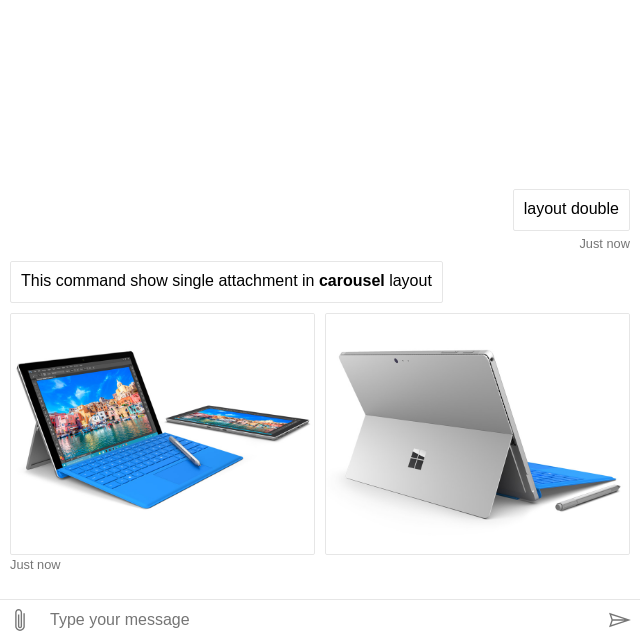 layout double
Just now
This command show single attachment in carousel layout
Just now
Type your message